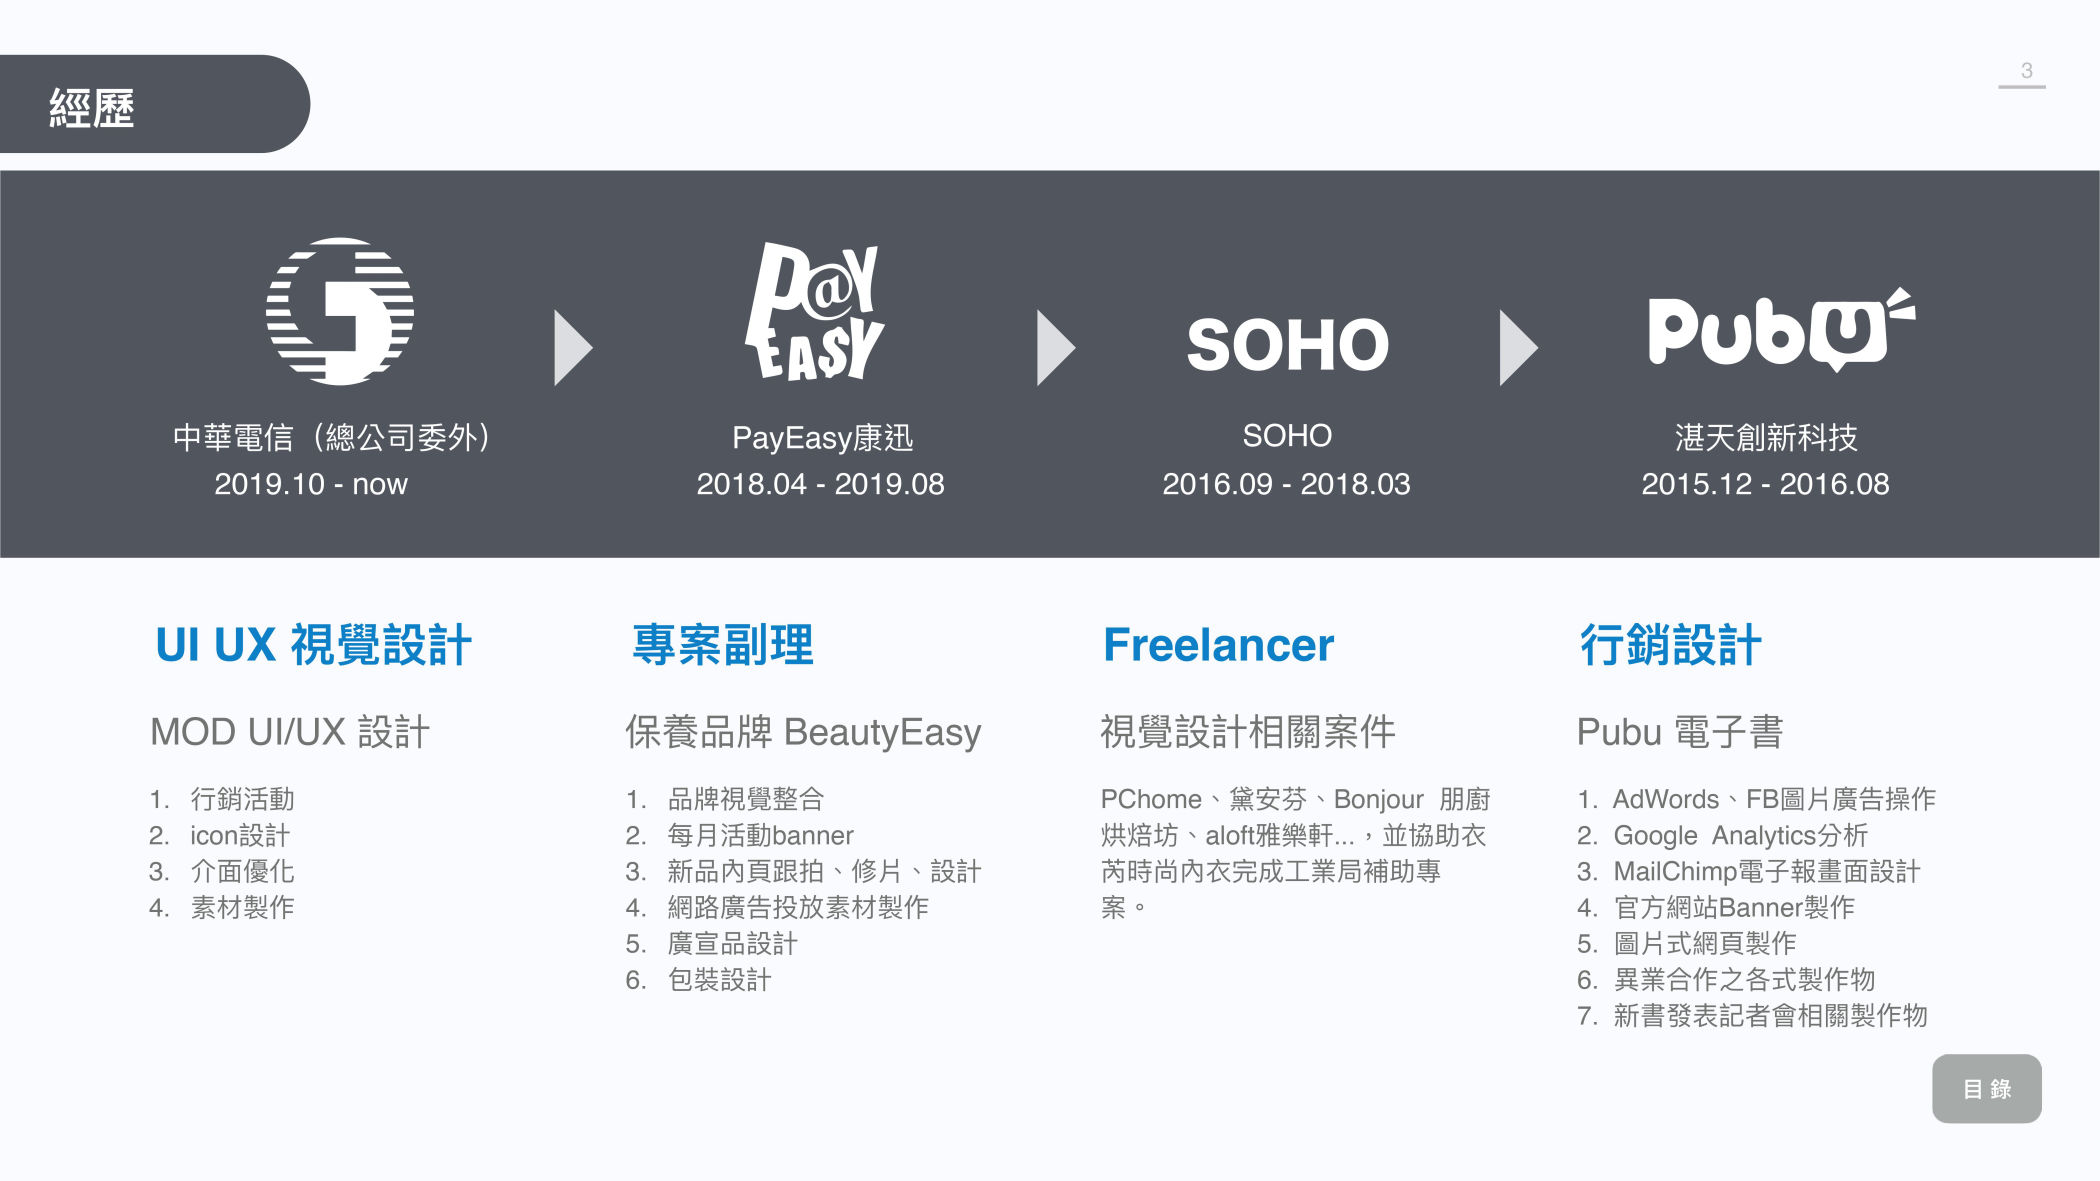 3
經歷
P@Y
EASY
SOHO
Pubu
中華電信（總公司委外）
2019.10 - now
PayEasy康迅
2018.04 - 2019.08
SOHO
2016.09 - 2018.03
湛天創新科技
2015.12 - 2016.08
UI UX 視覺設計
MOD UI/UX 設計
1. 行銷活動
2. icon設計
3. 介面優化
4. 素材製作
專案副理
保養品牌 BeautyEasy
1. 品牌視覺整合
2. 每月活動banner
3. 新品內頁跟拍、修片、設計
4. 網路廣告投放素材製作
5. 廣宣品設計
6. 包裝設計
Freelancer
視覺設計相關案件
PChome、黛安芬、Bonjour 朋廚
烘焙坊、aloft雅樂軒...，並協助衣
芮時尚內衣完成工業局補助專
案。
行銷設計
Pubu 電子書
1. AdWords、FB圖片廣告操作
2. Google Analytics分析
3. MailChimp電子報畫面設計
4. 官方網站Banner製作
5. 圖片式網頁製作
6. 異業合作之各式製作物
7. 新書發表記者會相關製作物
目錄